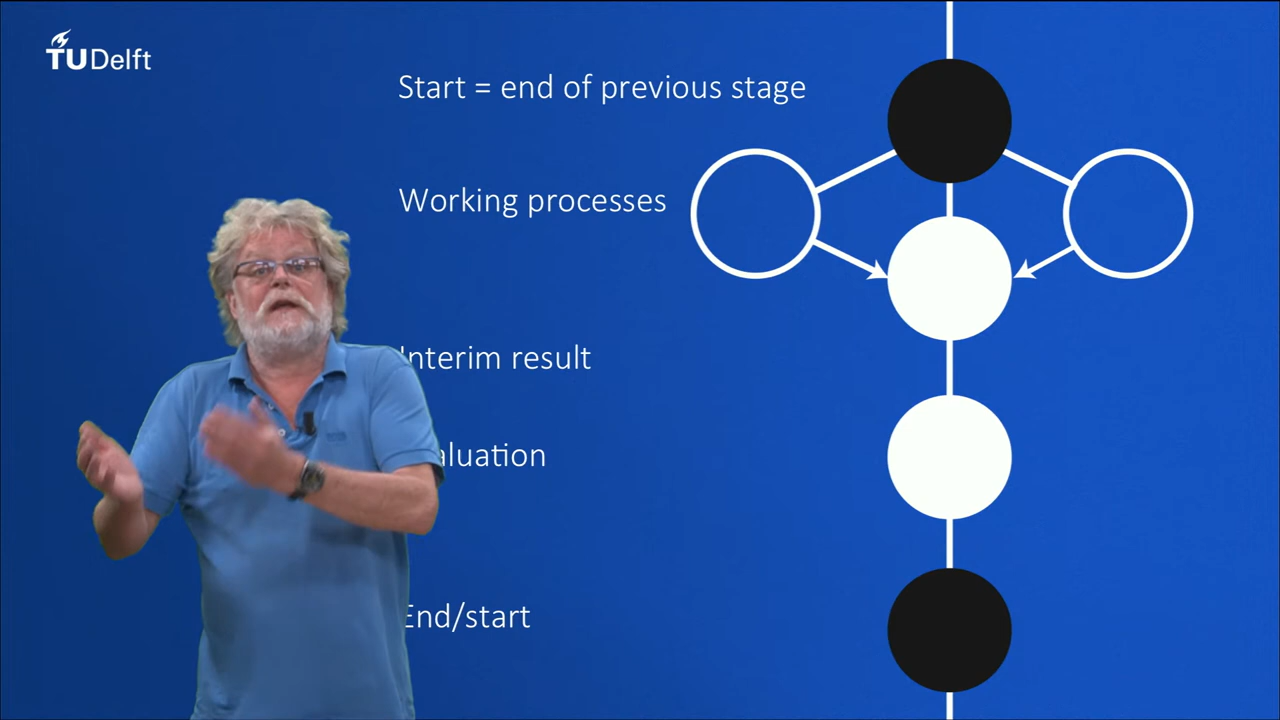 TUDelft
Start = end of previous stage
Working processes
Interim result
aluation
End/start